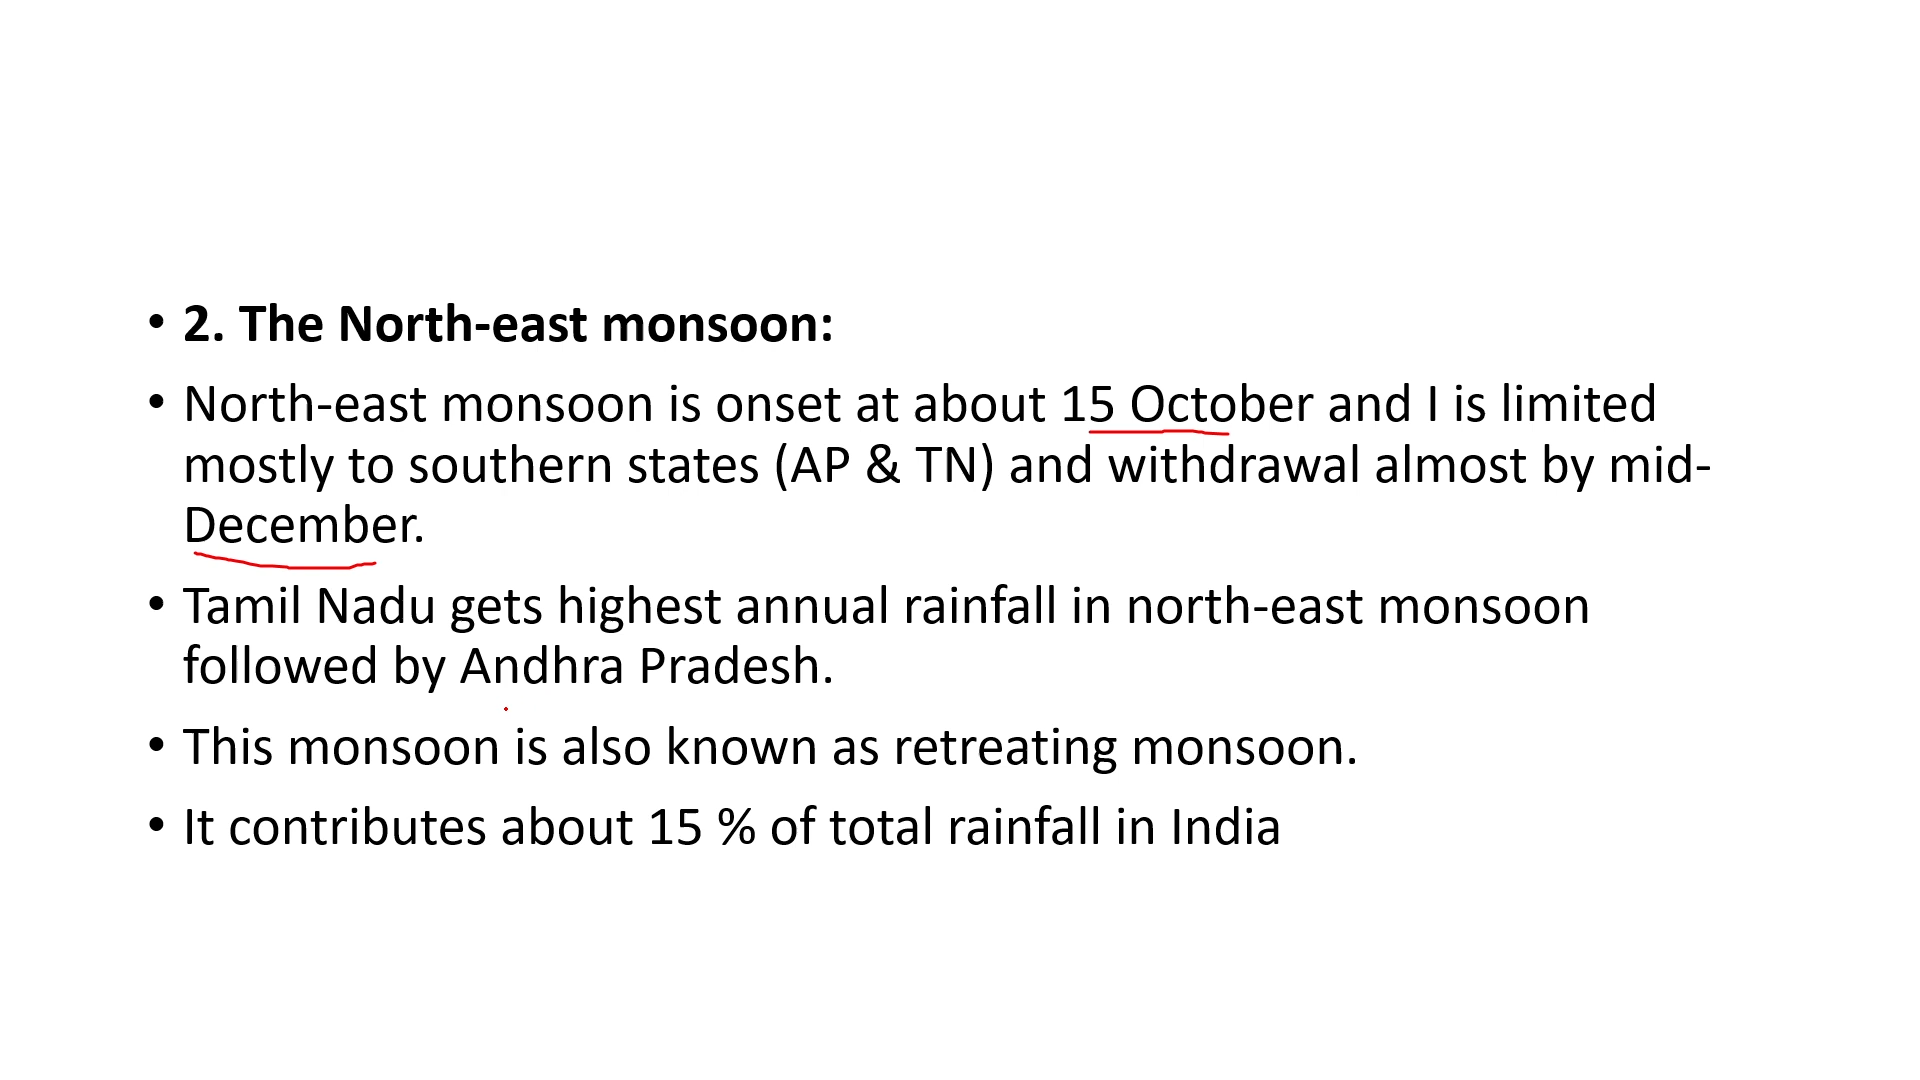 • 2. The North-east monsoon:
• North-east monsoon is onset at about 15 October and I is limited
mostly to southern states (AP & TN) and withdrawal almost by mid-
December.
• Tamil Nadu gets highest annual rainfall in north-east monsoon
followed by Andhra Pradesh.
• This monsoon is also known as retreating monsoon.
• It contributes about 15 % of total rainfall in India